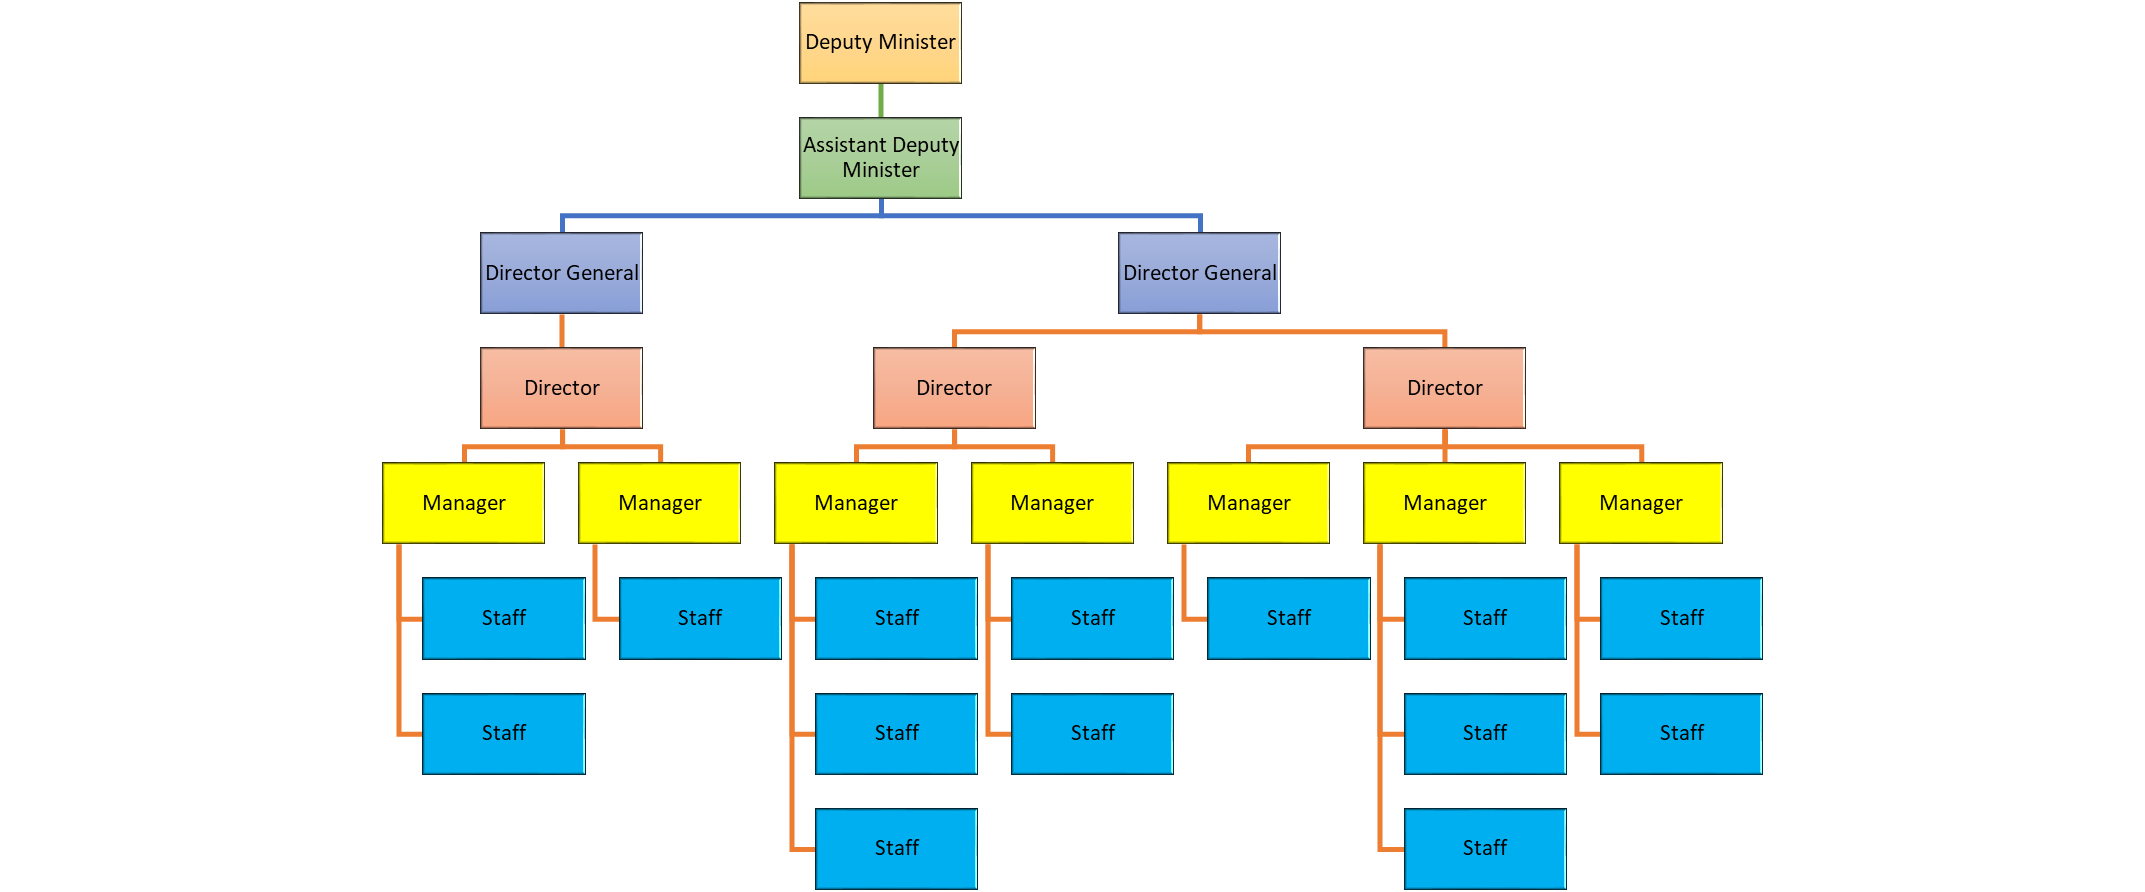 Deputy Minister
Assistant Deputy
Minister
Director General
Director General
Director
Director
Director
Manager
Manager
Manager
Manager
Manager
Manager
Manager
Staff
Staff
Staff
Staff
Staff
Staff
Staff
Staff
Staff
Staff
Staff
Staff
Staff
Staff